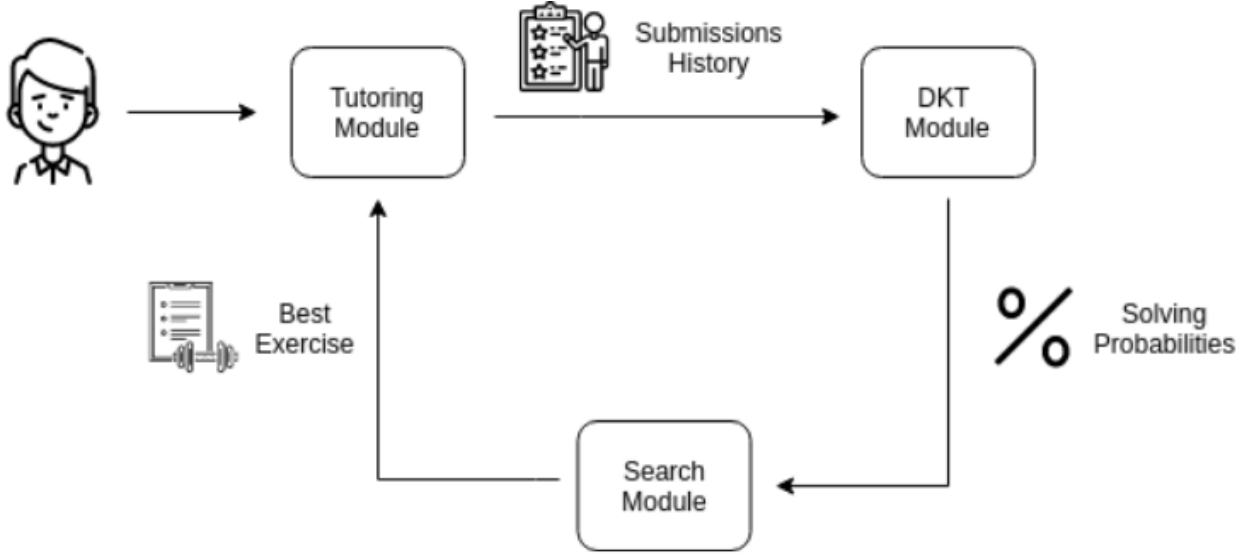 Submissions
History
Tutoring
Module
DKT
Module
Best
Exercise
Solving
Probabilities
Search
Module